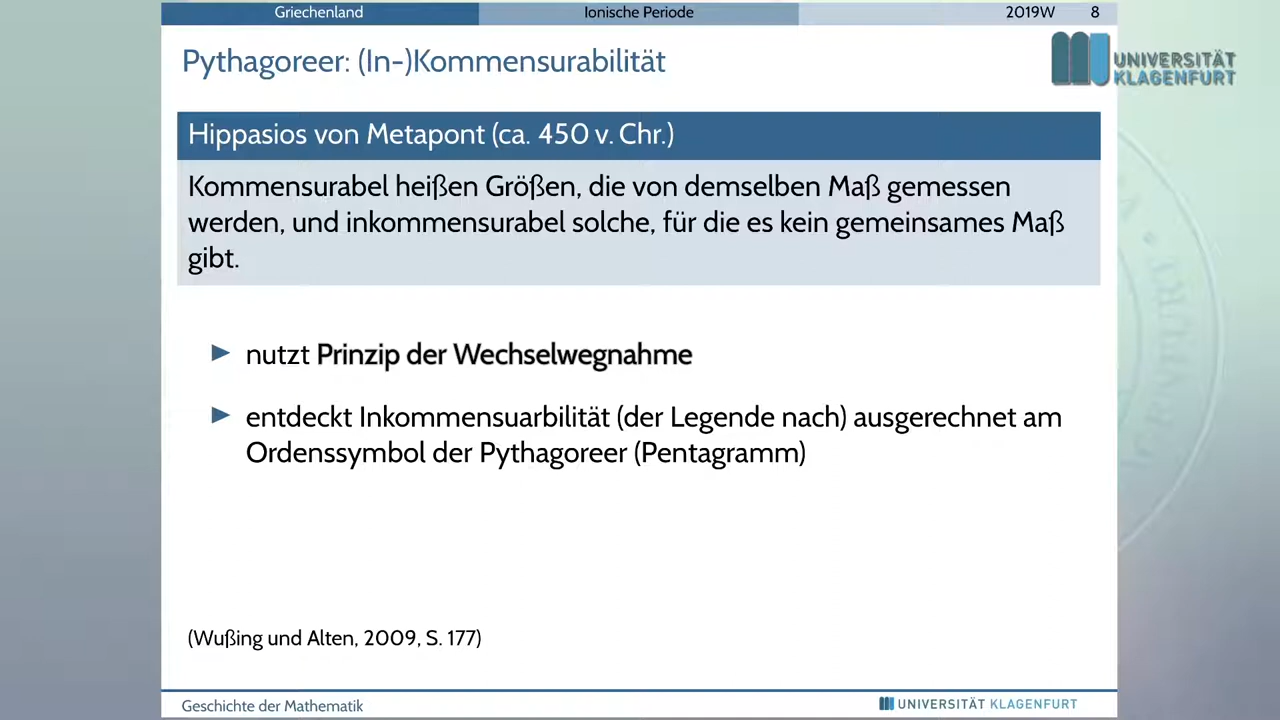 Griechenland Ionische Periode 2019W 8
Pythagoreer: (In-)Kommensurabilität
UNIVERSITÄT
KLAGENFURT
Hippasios von Metapont (ca. 450 v. Chr.)
Kommensurabel heißen Größen, die von demselben Maß gemessen
werden, und inkommensurabel solche, für die es kein gemeinsames Maß
gibt.
► nutzt Prinzip der Wechselwegnahme
► entdeckt Inkommensuarbilität (der Legende nach) ausgerechnet am
Ordenssymbol der Pythagoreer (Pentagramm)
(Wußing und Alten, 2009, S. 177)
Geschichte der Mathematik UNIVERSITÄT KLAGENFURT